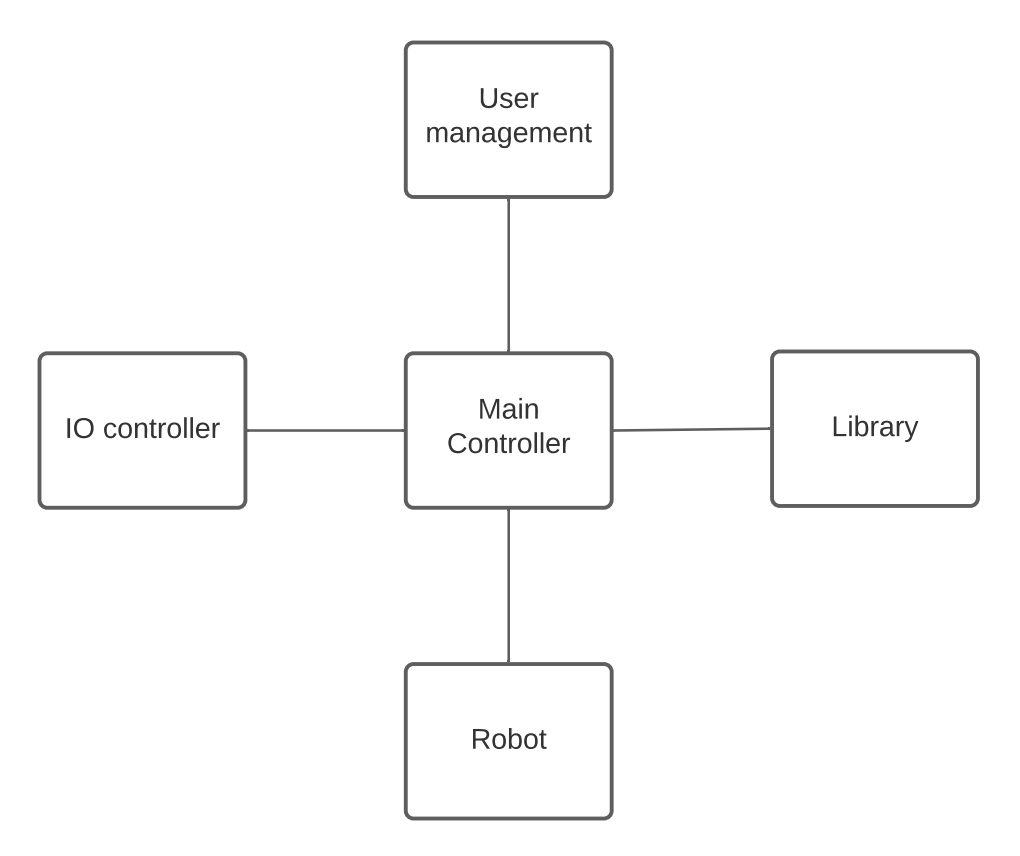 User
management
IO controller
Main
Controller
Library
Robot